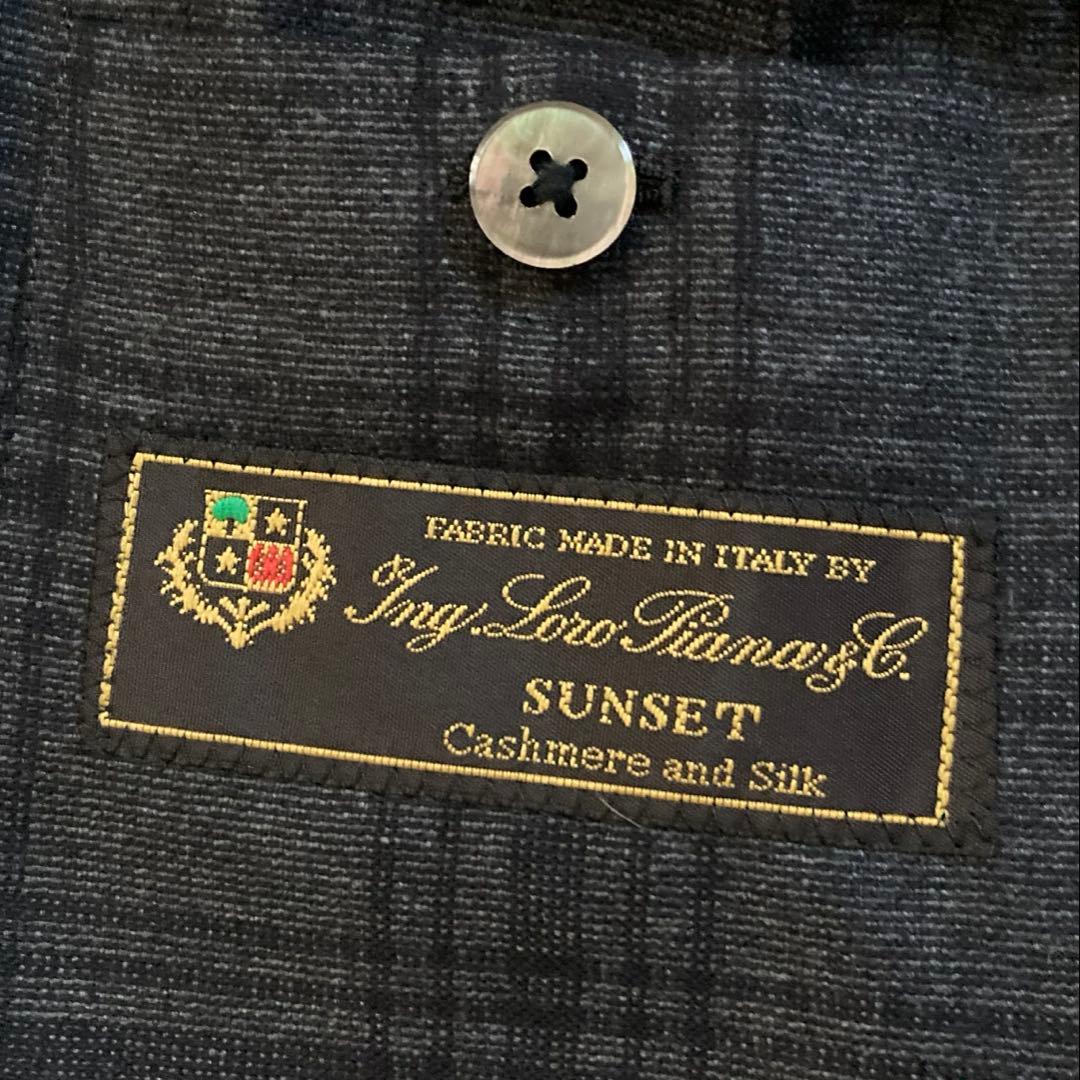 FABRIC MADE IN ITALY BY
Ing. Loro Piana & C.
SUNSET
Cashmere and Silk